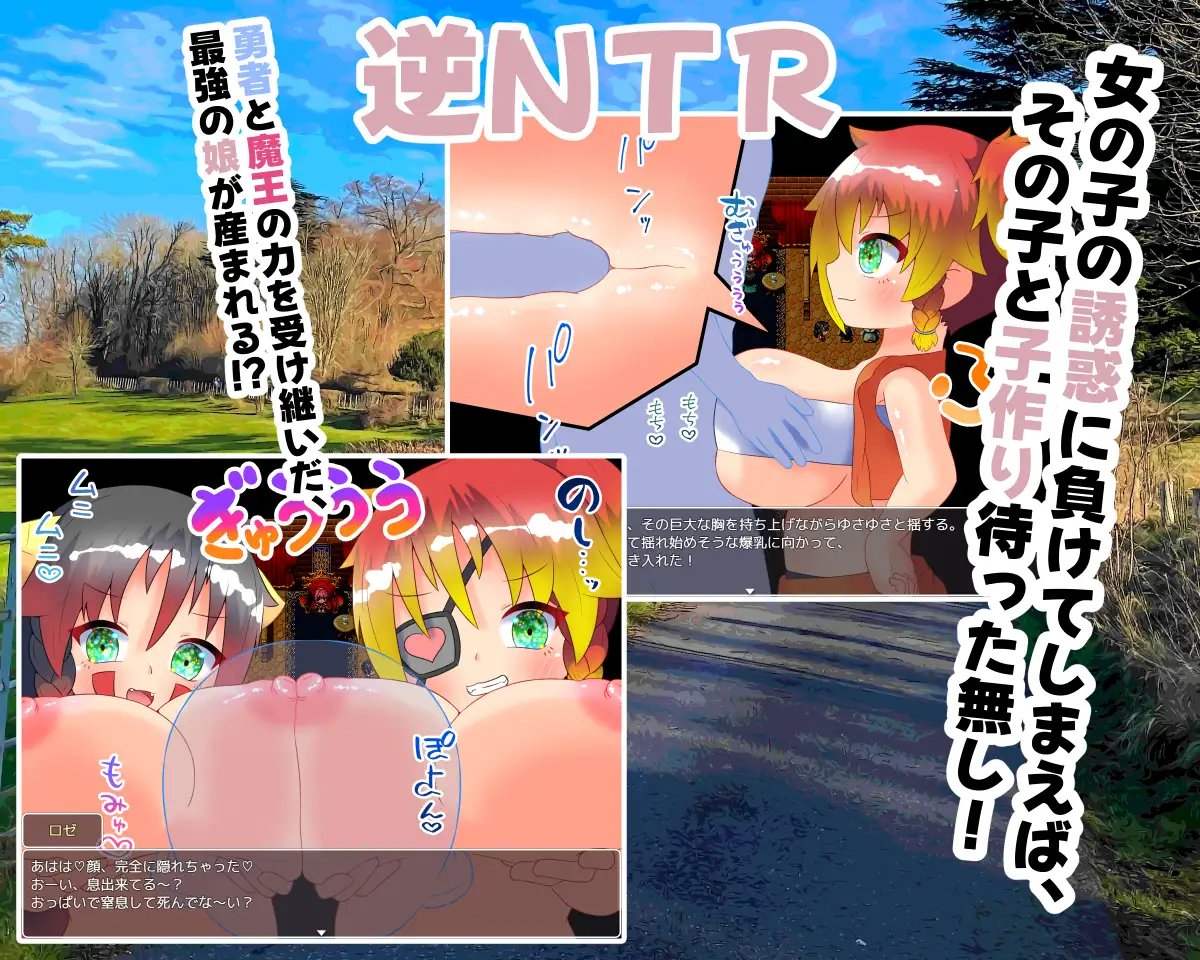 逆NTR
女の子の誘惑に負けてしまえば、
その子と子作り待った無し！
勇者と魔王の力を受け継いだ、
最強の娘が産まれる!?
パンッ
パンッ
むぎゅうぅぅぅ
もち♡
もち♡
、その巨大な胸を持ち上げながらゆさゆさと揺する。
て揺れ始めそうな爆乳に向かって、
き入れた！
ムニ
ムニ♡
ぎゅううぅ
のし…ッ
もみゅ♡
ぽよん♡
ロゼ
あはは♡顔、完全に隠れちゃった♡
おーい、息出来てる〜？
おっぱいで窒息して死んでな〜い？